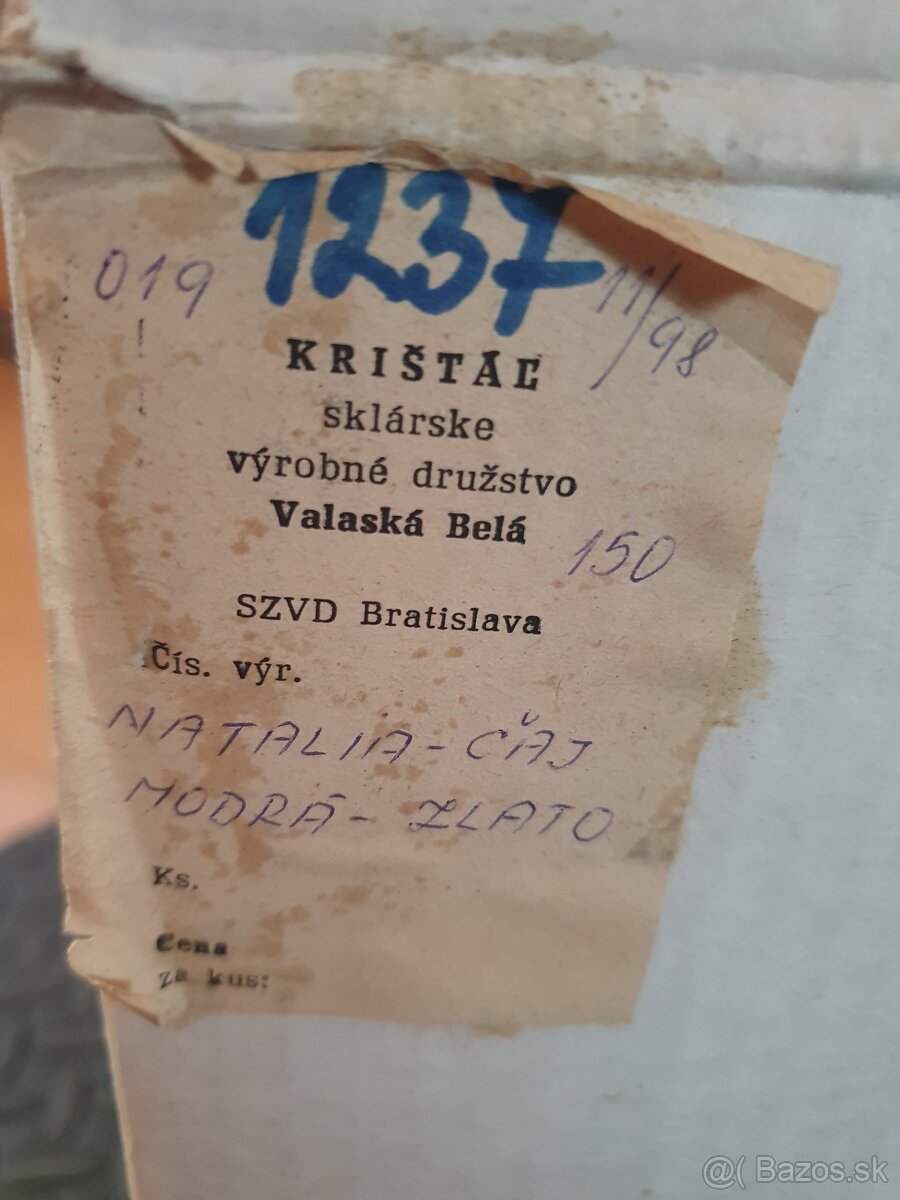 1237
019
11/98
KRIŠTÁĽ
sklárske
výrobné družstvo
Valaská Belá
150
SZVD Bratislava
Čís. výr.
NATALIA - ČAJ
MODRÁ - ZLATO
Ks.
Cena
za kus:
@( Bazos.sk